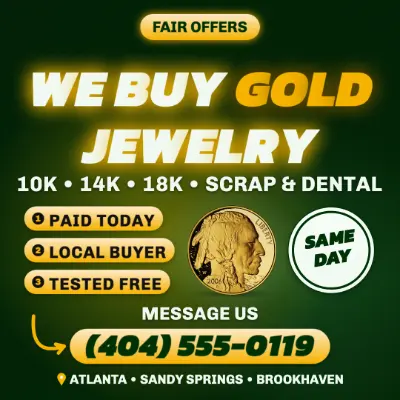 FAIR OFFERS
WE BUY GOLD
JEWELRY
10K • 14K • 18K • SCRAP & DENTAL
1 PAID TODAY
2 LOCAL BUYER
3 TESTED FREE
LIBERTY
SAME
DAY
MESSAGE US
(404) 555-0119
ATLANTA • SANDY SPRINGS • BROOKHAVEN